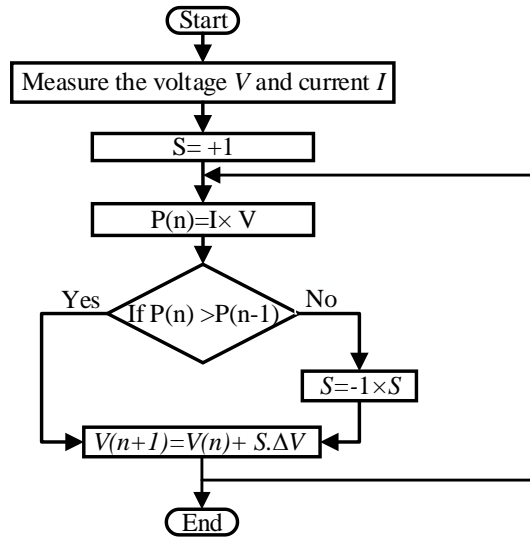 Start
Measure the voltage V and current I
S= +1
P(n)=I× V
Yes
If P(n) >P(n-1)
No
S=-1×S
V(n+1)=V(n)+ S.ΔV
End